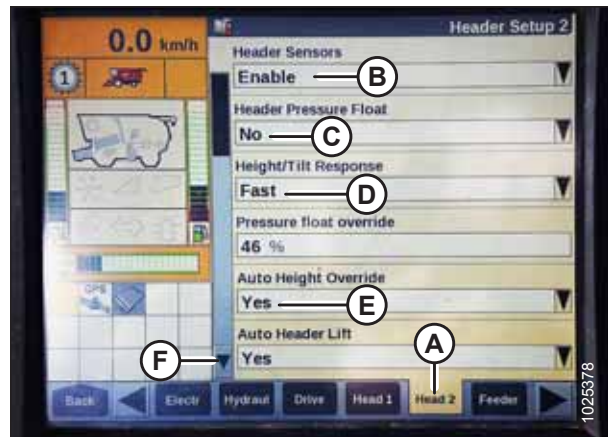 0.0 km/h
Header Setup 2
1
Header Sensors
Enable
B
Header Pressure Float
No
C
Height/Tilt Response
Fast
D
Pressure float override
46 %
Auto Height Override
Yes
E
GPS
Auto Header Lift
Yes
F
A
Back
Electr
Hydraul
Drive
Head 1
Head 2
Feeder
1025378